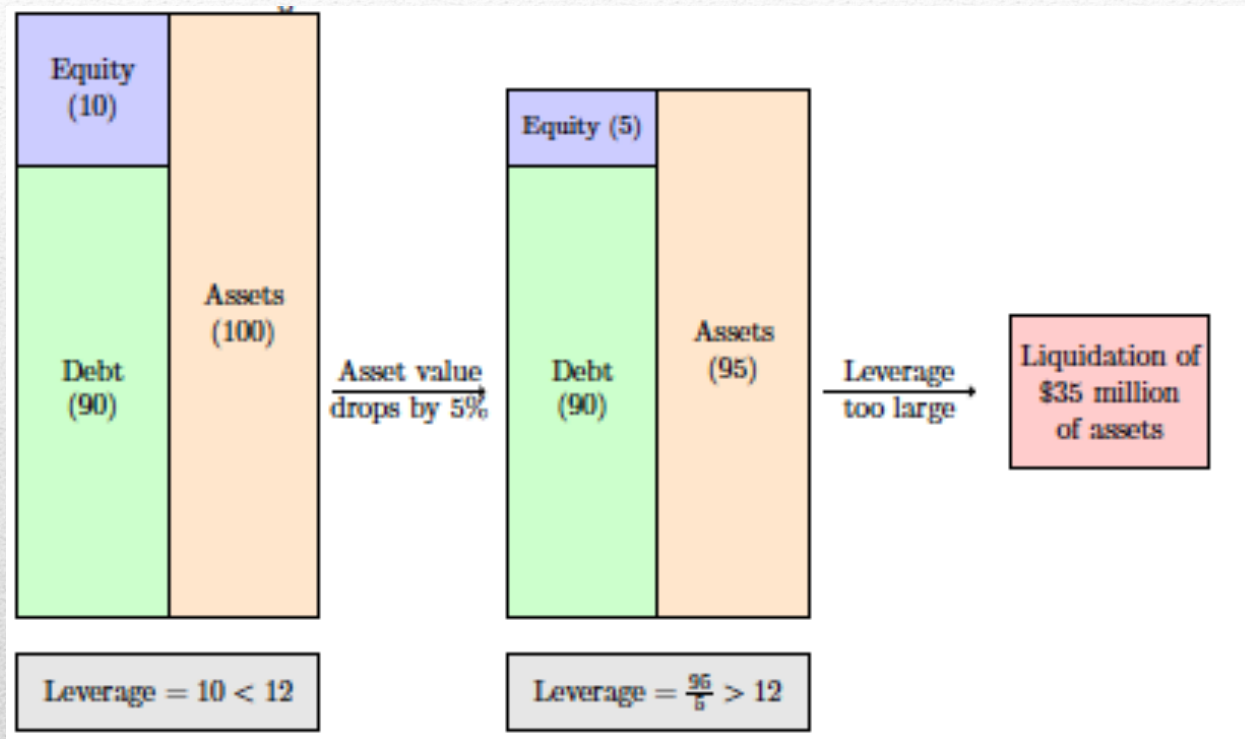 Equity
(10)
Debt
(90)
Assets
(100)
Asset value
drops by 5%
Equity (5)
Debt
(90)
Assets
(95)
Leverage
too large
Liquidation of
$35 million
of assets
Leverage = 10 < 12
Leverage = 95/5 > 12